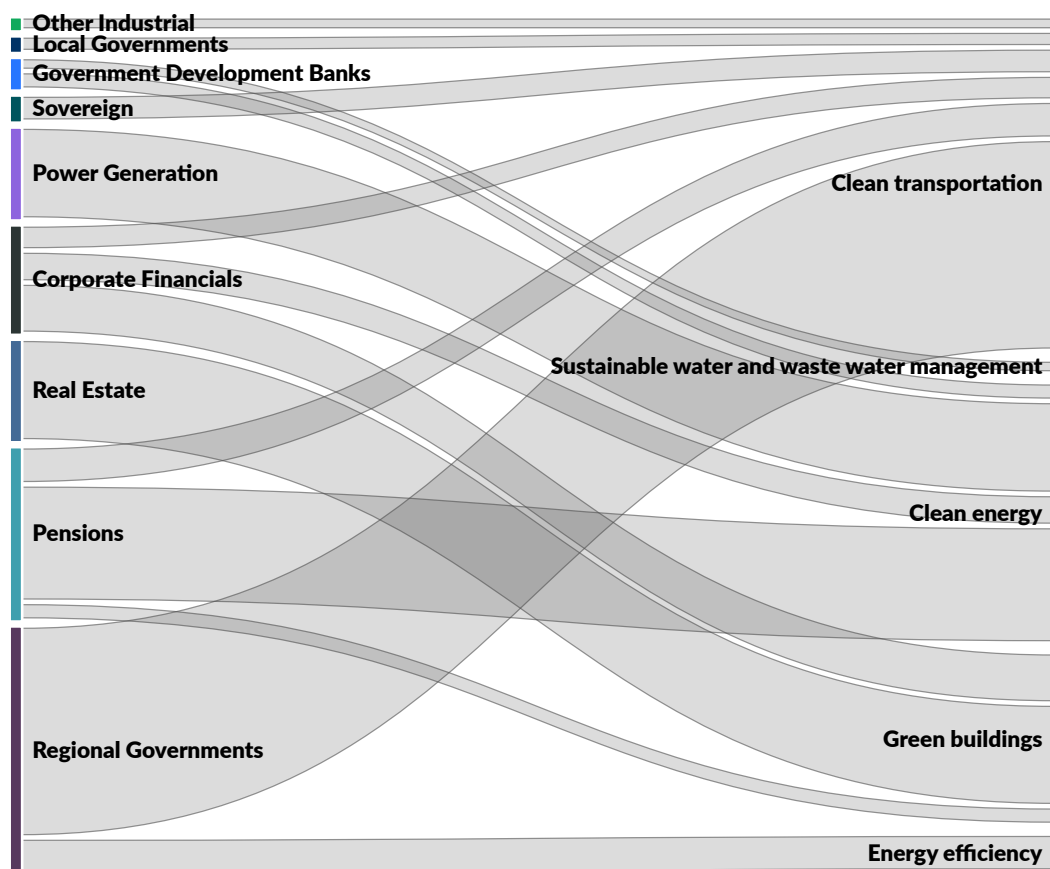 Other Industrial
Local Governments
Government Development Banks
Sovereign
Power Generation
Corporate Financials
Real Estate
Pensions
Regional Governments
Clean transportation
Sustainable water and waste water management
Clean energy
Green buildings
Energy efficiency